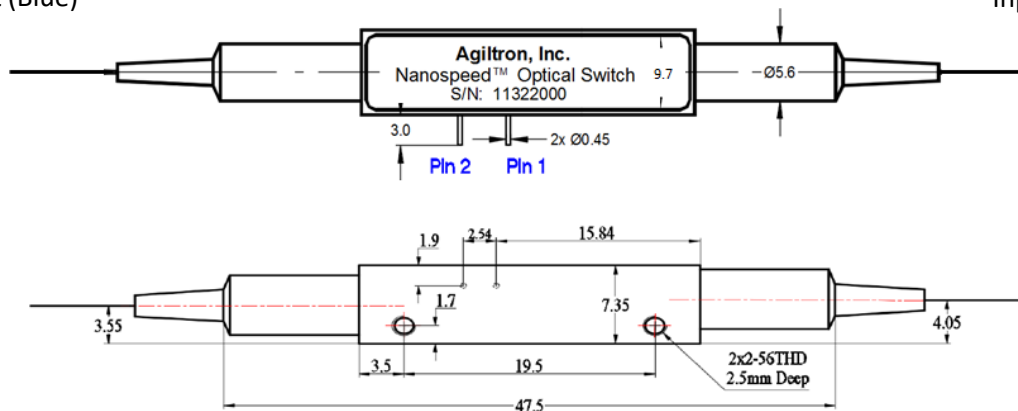 (Blue)
Agiltron, Inc.
Nanospeed™ Optical Switch
S/N: 11322000
9.7
Ø5.6
3.0
2x Ø0.45
Pin 2
Pin 1
2.54
15.84
1.9
1.7
7.35
3.55
4.05
3.5
19.5
2x2-56THD
2.5mm Deep
47.5